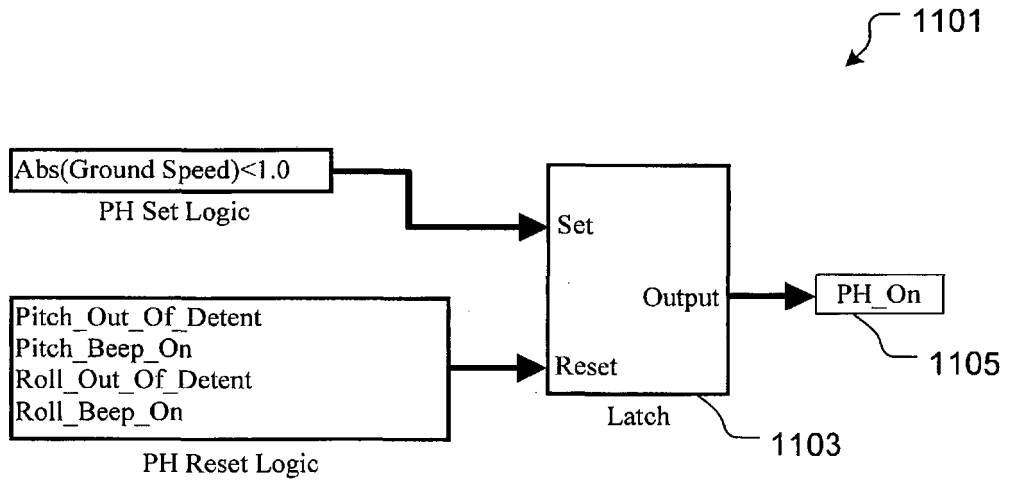 1101
Abs(Ground Speed)<1.0
PH Set Logic
Set
Output
PH_On
1105
Pitch_Out_Of_Detent
Pitch_Beep_On
Roll_Out_Of_Detent
Roll_Beep_On
Reset
Latch
1103
PH Reset Logic